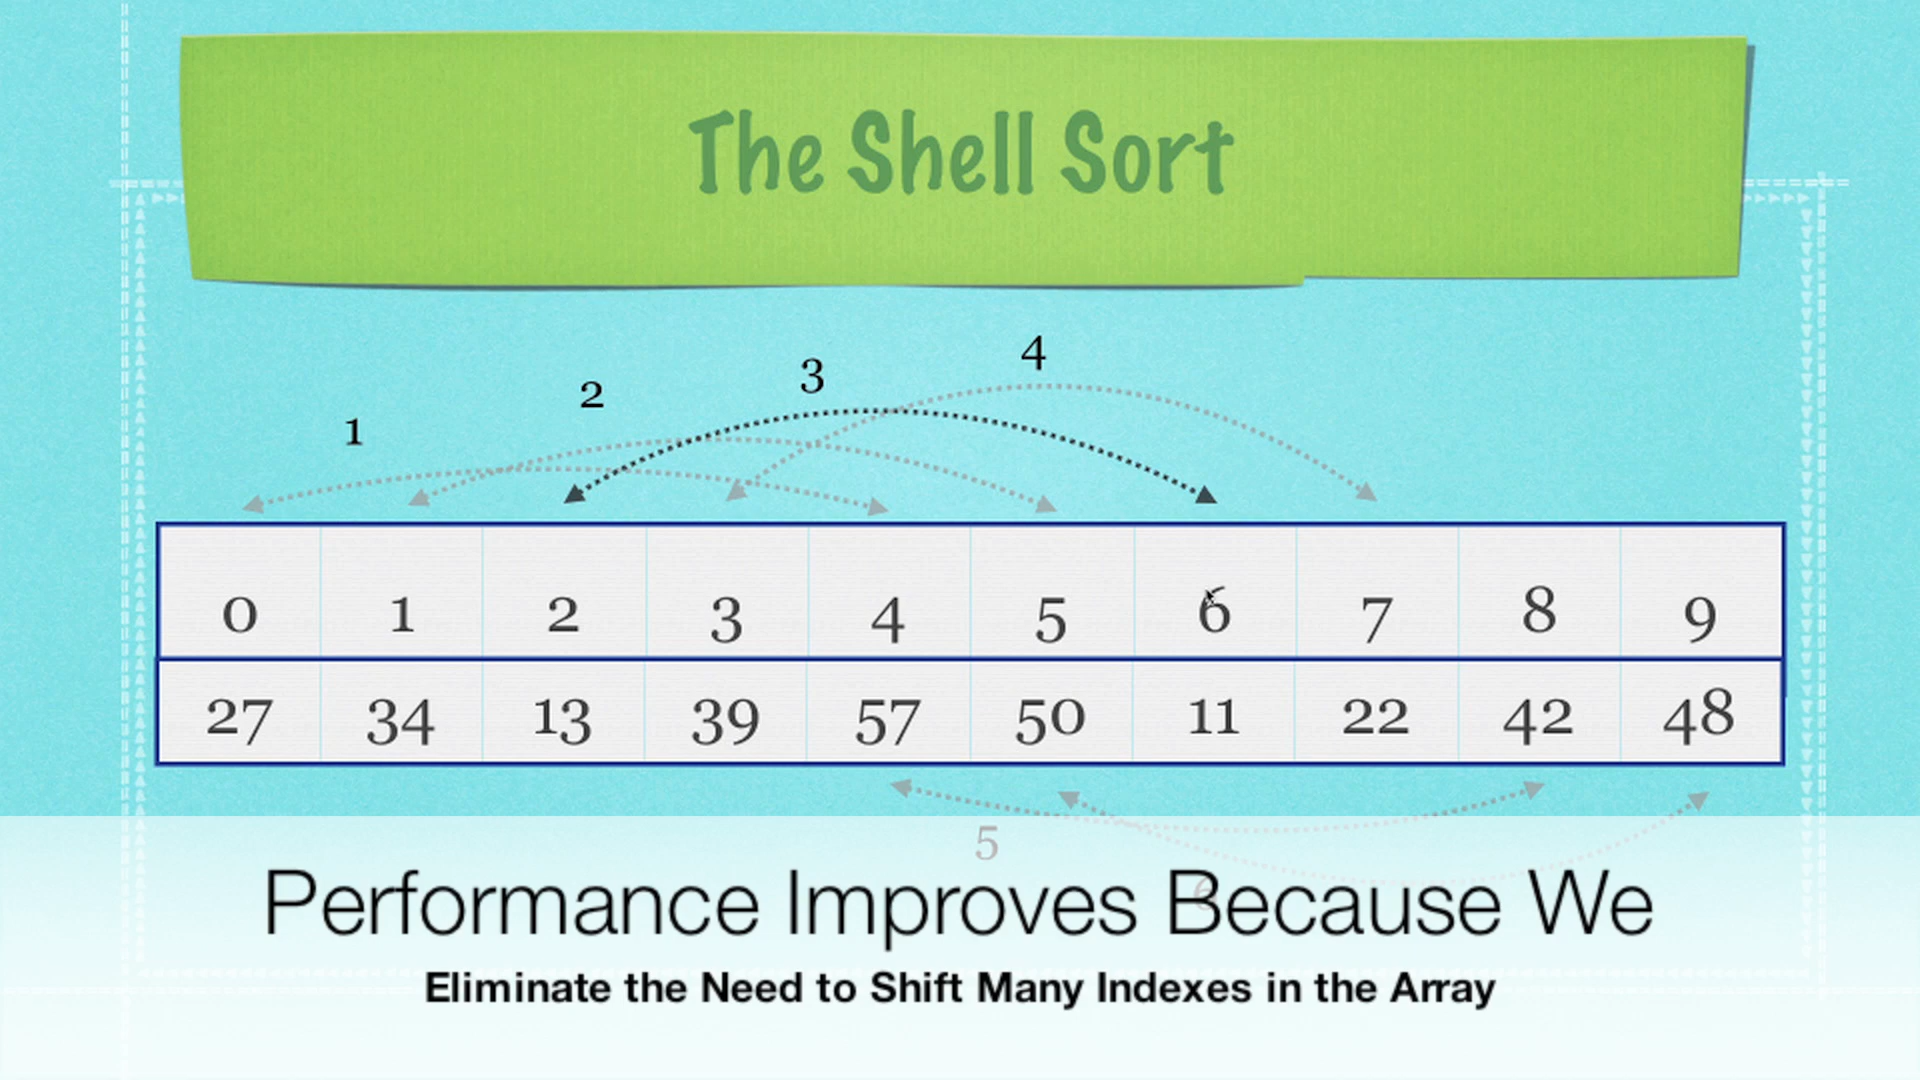 The Shell Sort
1 2 3 4
0 1 2 3 4 5 6 7 8 9
27 34 13 39 57 50 11 22 42 48
5
6
Performance Improves Because We
Eliminate the Need to Shift Many Indexes in the Array